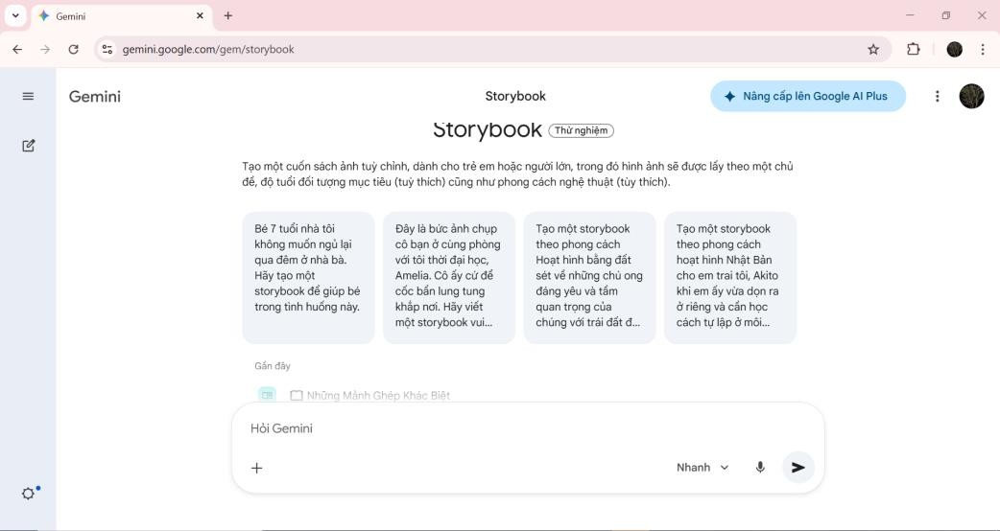 Gemini
gemini.google.com/gem/storybook
Gemini
Storybook
Nâng cấp lên Google AI Plus
Storybook
Thử nghiệm
Tạo một cuốn sách ảnh tuỳ chỉnh, dành cho trẻ em hoặc người lớn, trong đó hình ảnh sẽ được lấy theo một chủ
đề, độ tuổi đối tượng mục tiêu (tuỳ thích) cũng như phong cách nghệ thuật (tùy thích).
Bé 7 tuổi nhà tôi
không muốn ngủ lại
qua đêm ở nhà bà.
Hãy tạo một
storybook để giúp bé
trong tình huống này.
Đây là bức ảnh chụp
cô bạn ở cùng phòng
với tôi thời đại học,
Amelia. Cô ấy cứ để
cốc bẩn lung tung
khắp nơi. Hãy viết
một storybook vui...
Tạo một storybook
theo phong cách
Hoạt hình bằng đất
sét về những chú ong
đáng yêu và tầm
quan trọng của
chúng với trái đất đ...
Tạo một storybook
theo phong cách
hoạt hình Nhật Bản
cho em trai tôi, Akito
khi em ấy vừa dọn ra
ở riêng và cần học
cách tự lập ở môi...
Gần đây
Những Mảnh Ghép Khác Biệt
Hỏi Gemini
Nhanh